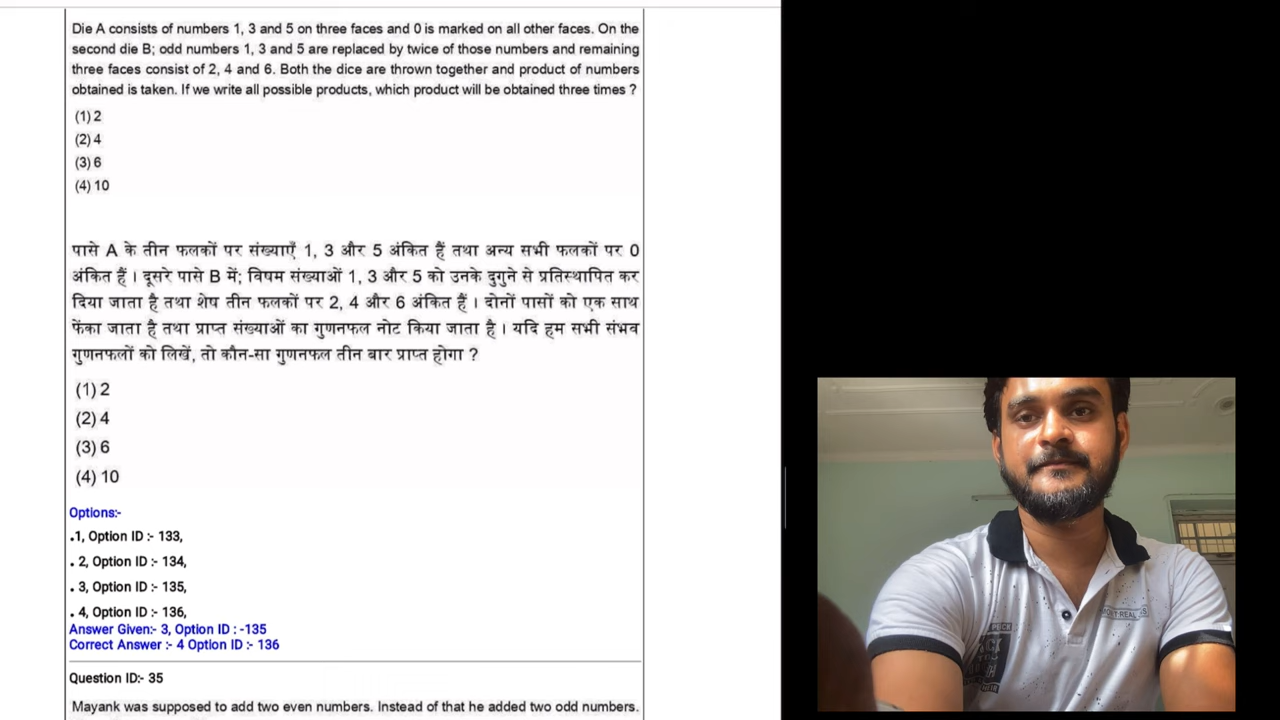 Die A consists of numbers 1, 3 and 5 on three faces and 0 is marked on all other faces. On the
second die B; odd numbers 1, 3 and 5 are replaced by twice of those numbers and remaining
three faces consist of 2, 4 and 6. Both the dice are thrown together and product of numbers
obtained is taken. If we write all possible products, which product will be obtained three times ?
(1) 2
(2) 4
(3) 6
(4) 10
पासे A के तीन फलकों पर संख्याएँ 1, 3 और 5 अंकित हैं तथा अन्य सभी फलकों पर 0
अंकित हैं । दूसरे पासे B में; विषम संख्याओं 1, 3 और 5 को उनके दुगुने से प्रतिस्थापित कर
दिया जाता है तथा शेष तीन फलकों पर 2, 4 और 6 अंकित हैं । दोनों पासों को एक साथ
फेंका जाता है तथा प्राप्त संख्याओं का गुणनफल नोट किया जाता है । यदि हम सभी संभव
गुणनफलों को लिखें, तो कौन-सा गुणनफल तीन बार प्राप्त होगा ?
(1) 2
(2) 4
(3) 6
(4) 10
Options:-
.1, Option ID :- 133,
. 2, Option ID :- 134,
. 3, Option ID :- 135,
. 4, Option ID :- 136,
Answer Given:- 3, Option ID : -135
Correct Answer :- 4 Option ID :- 136
Question ID:- 35
Mayank was supposed to add two even numbers. Instead of that he added two odd numbers.